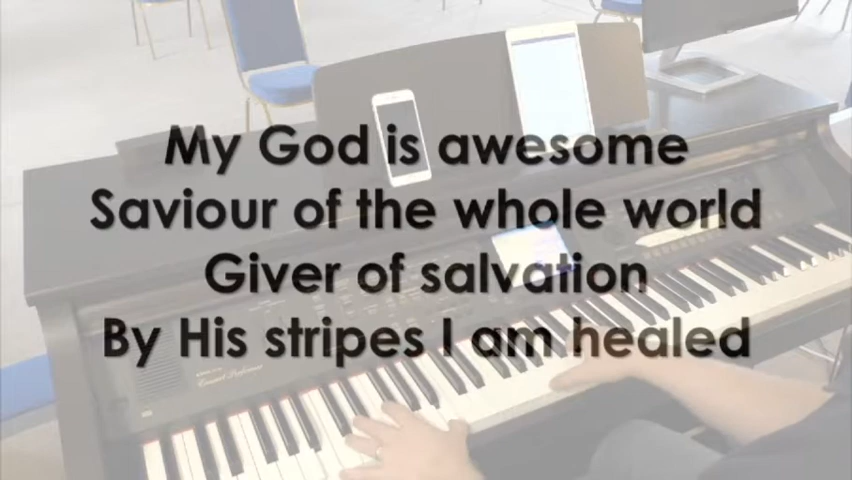 My God is awesome
Saviour of the whole world
Giver of salvation
By His stripes I am healed